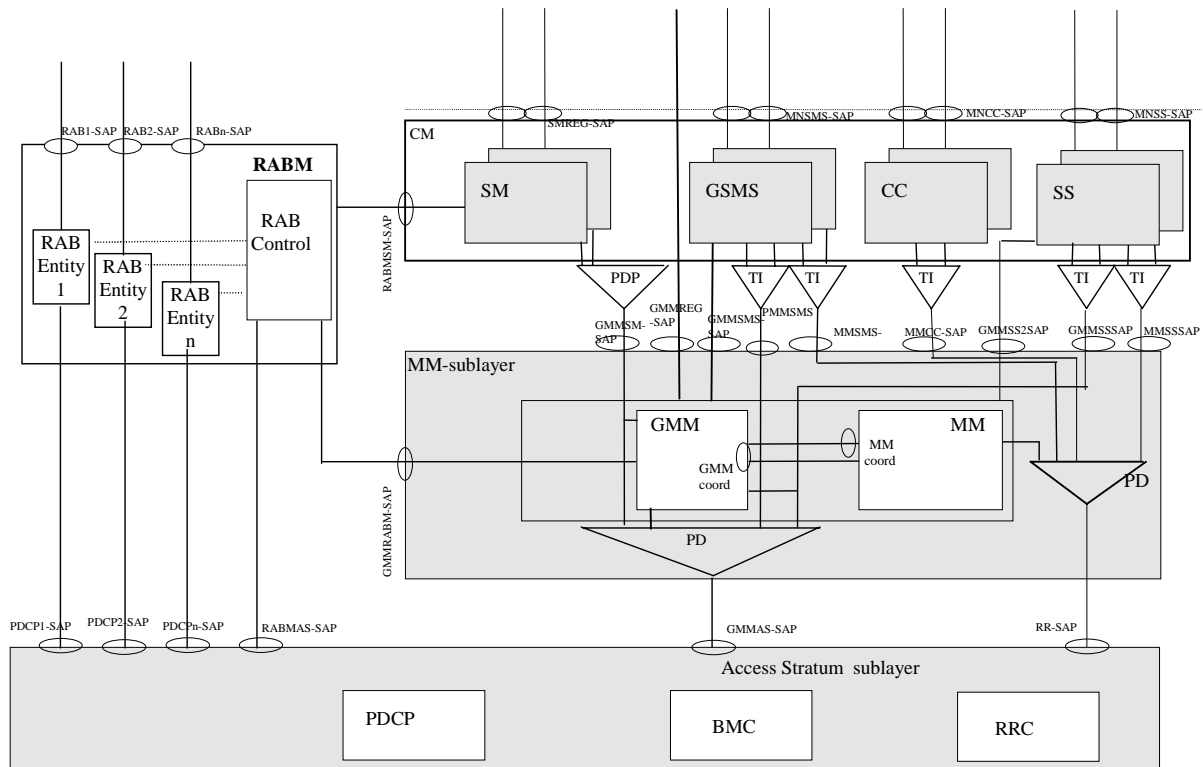 SMREG-SAP
MNSMS-SAP
MNCC-SAP
MNSS-SAP
RAB1-SAP
RAB2-SAP
RABn-SAP
CM
RABM
SM
GSMS
CC
SS
RAB
Control
RAB
Entity
1
RAB
Entity
2
RAB
Entity
n
RABMSM-SAP
PDP
TI
TI
TI
TI
TI
GMMSM-
SAP
GMMREG
-SAP
GMMSMS-
SAP
PMMSMS
MMSMS-
MMCC-SAP
GMMSS2SAP
GMMSSSAP
MMSSSAP
MM-sublayer
GMM
MM
GMM
coord
MM
coord
PD
PD
GMMRABM-SAP
PDCP1-SAP
PDCP2-SAP
PDCPn-SAP
RABMAS-SAP
GMMAS-SAP
RR-SAP
Access Stratum sublayer
PDCP
BMC
RRC